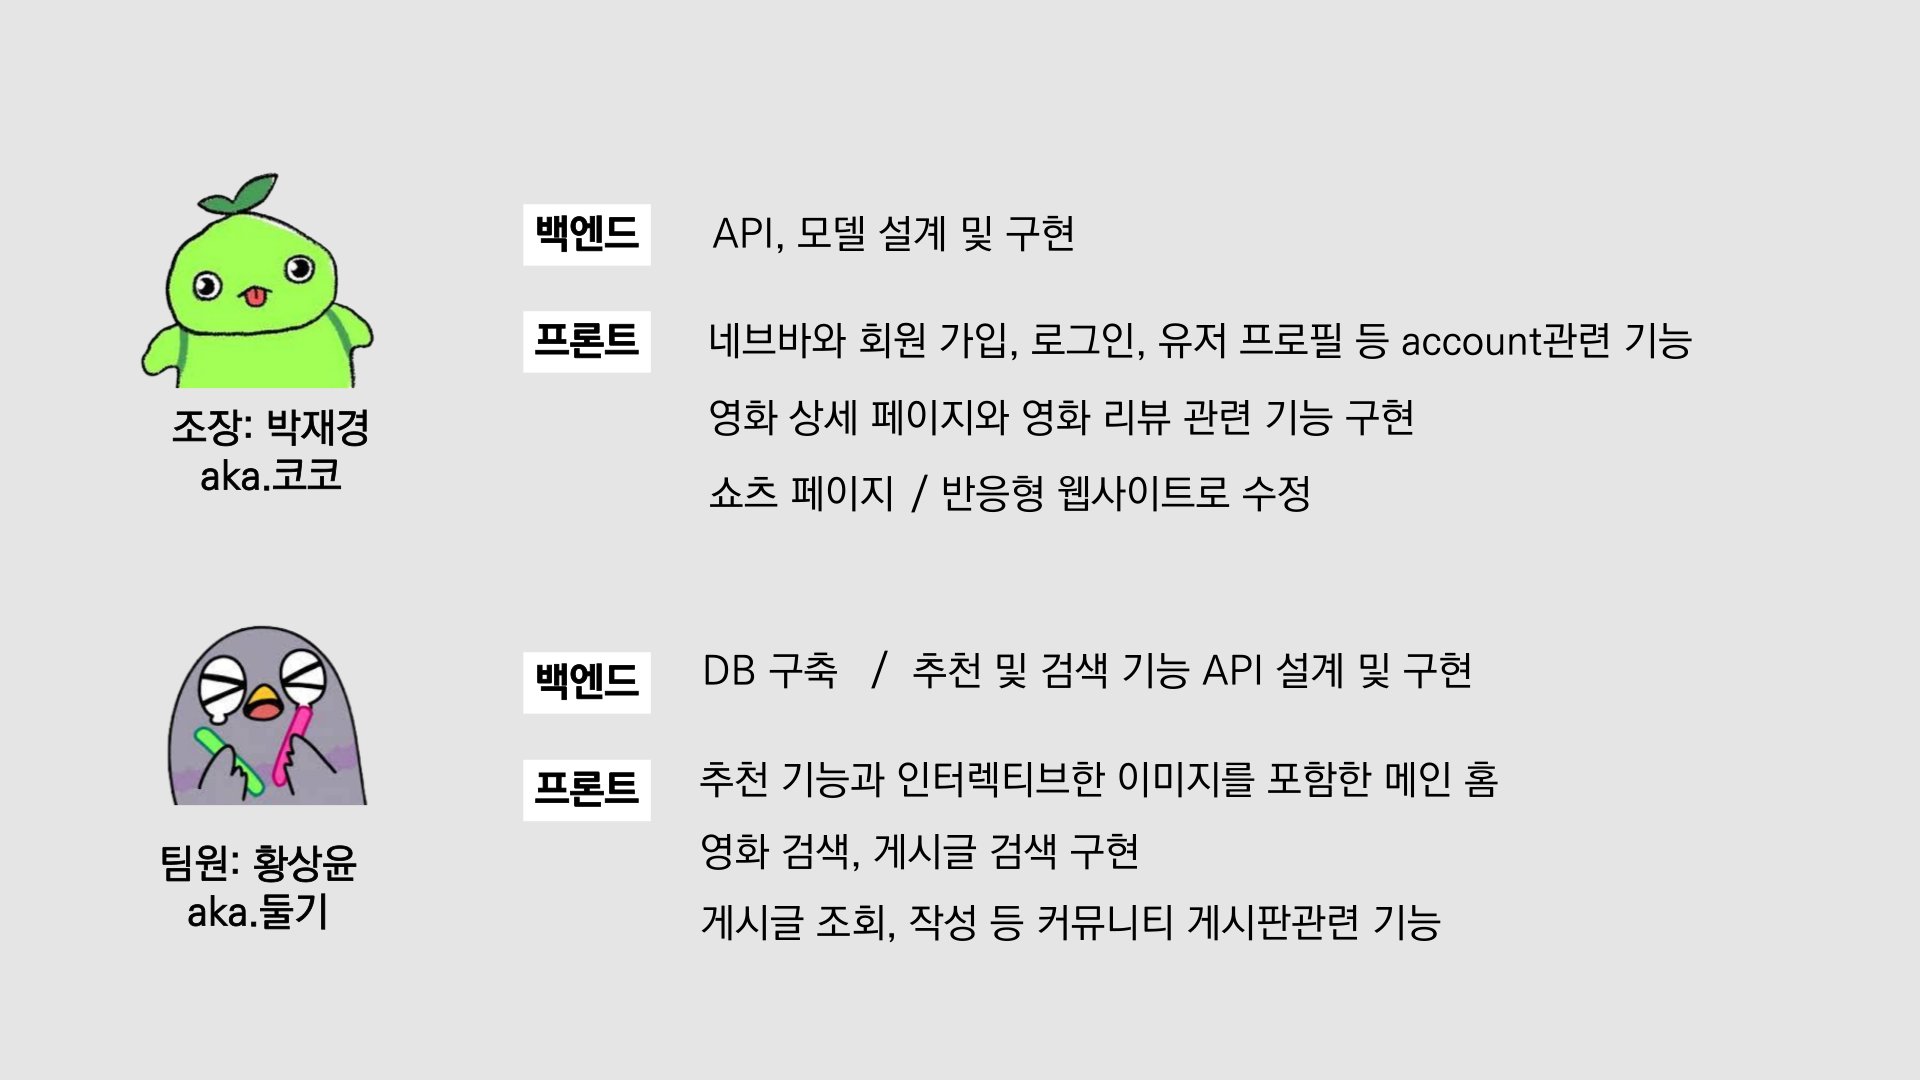 백엔드 API, 모델 설계 및 구현
프론트 네브바와 회원 가입, 로그인, 유저 프로필 등 account관련 기능
영화 상세 페이지와 영화 리뷰 관련 기능 구현
쇼츠 페이지 / 반응형 웹사이트로 수정
조장: 박재경
aka.코코
백엔드 DB 구축 / 추천 및 검색 기능 API 설계 및 구현
프론트 추천 기능과 인터렉티브한 이미지를 포함한 메인 홈
영화 검색, 게시글 검색 구현
게시글 조회, 작성 등 커뮤니티 게시판관련 기능
팀원: 황상윤
aka.둘기